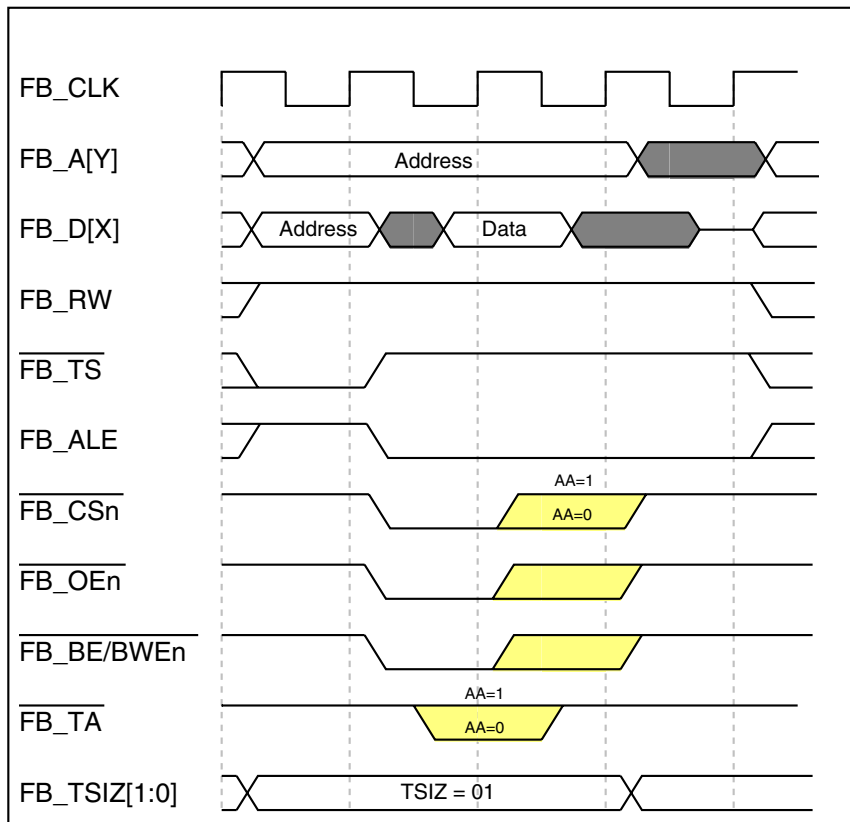 FB_CLK
FB_A[Y]
Address
FB_D[X]
Address
Data
FB_RW
FB_TS
FB_ALE
FB_CSn
AA=1
AA=0
FB_OEn
FB_BE/BWEn
FB_TA
AA=1
AA=0
FB_TSIZ[1:0]
TSIZ = 01